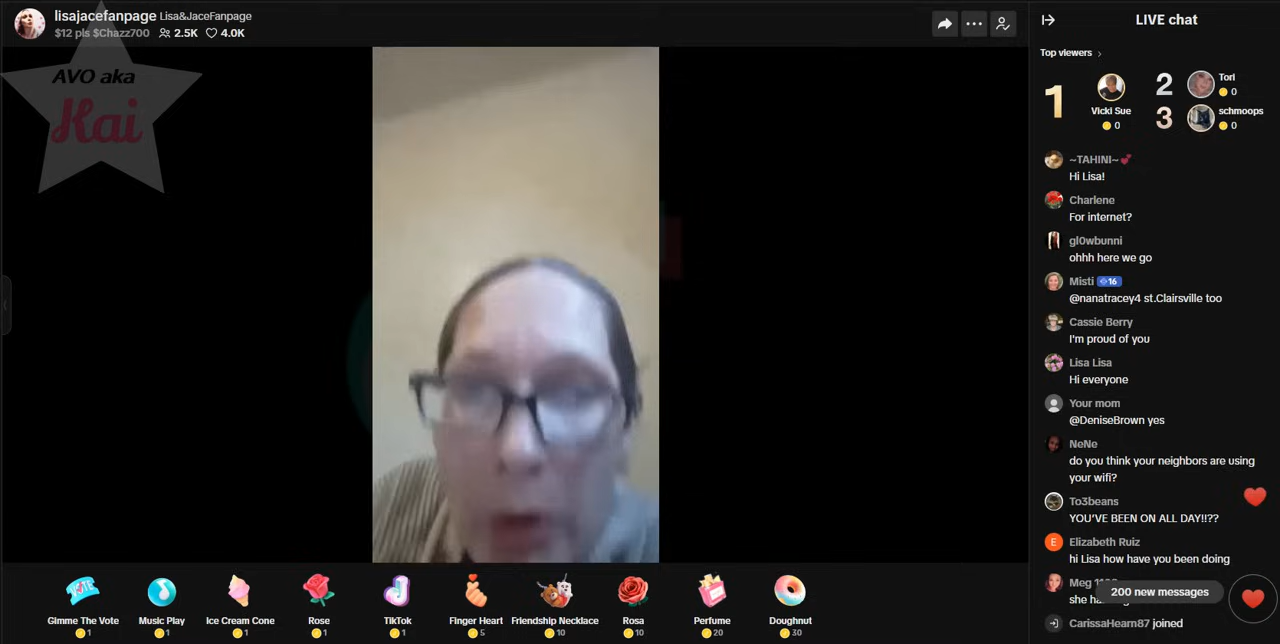 lisajacefanpage Lisa&JaceFanpage
$12 pls $Chazz700 2.5K 4.0K
AVO aka
Kai
LIVE chat
Top viewers
1
Vicki Sue
0
2
Tori
0
3
schmoops
0
~TAHINI~
Hi Lisa!
Charlene
For internet?
gl0wbunni
ohhh here we go
Misti 16
@nanatracey4 st.Clairsville too
Cassie Berry
I'm proud of you
Lisa Lisa
Hi everyone
Your mom
@DeniseBrown yes
NeNe
do you think your neighbors are using
your wifi?
To3beans
YOU'VE BEEN ON ALL DAY!!??
E
Elizabeth Ruiz
hi Lisa how have you been doing
Meg
she
200 new messages
CarissaHearn87 joined
VOTE
Gimme The Vote
1
Music Play
1
Ice Cream Cone
1
Rose
1
TikTok
1
Finger Heart
5
Friendship Necklace
10
Rosa
10
Perfume
20
Doughnut
30